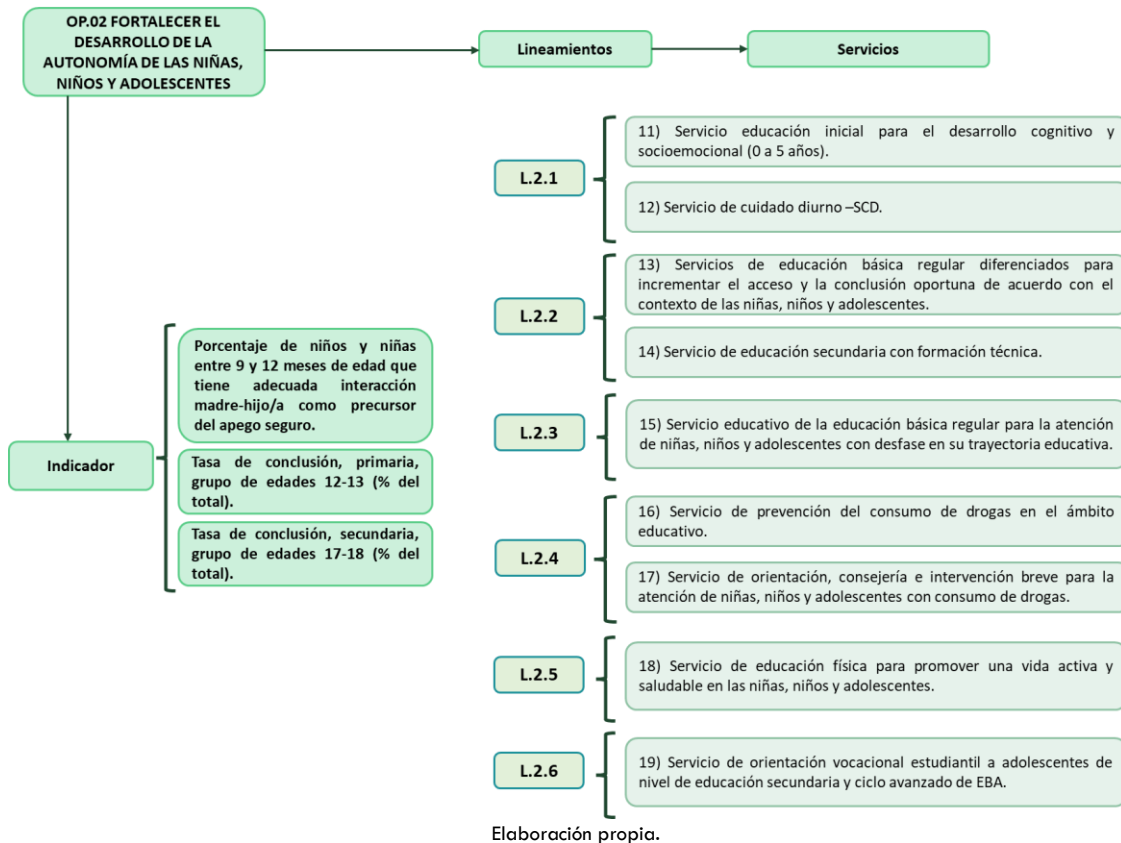 OP.02 FORTALECER EL
DESARROLLO DE LA
AUTONOMÍA DE LAS NIÑAS,
NIÑOS Y ADOLESCENTES
Lineamientos
Servicios
L.2.1
11) Servicio educación inicial para el desarrollo cognitivo y
socioemocional (0 a 5 años).
12) Servicio de cuidado diurno –SCD.
L.2.2
13) Servicios de educación básica regular diferenciados para
incrementar el acceso y la conclusión oportuna de acuerdo con el
contexto de las niñas, niños y adolescentes.
14) Servicio de educación secundaria con formación técnica.
Indicador
Porcentaje de niños y niñas
entre 9 y 12 meses de edad que
tiene adecuada interacción
madre-hijo/a como precursor
del apego seguro.
Tasa de conclusión, primaria,
grupo de edades 12-13 (% del
total).
Tasa de conclusión, secundaria,
grupo de edades 17-18 (% del
total).
L.2.3
15) Servicio educativo de la educación básica regular para la atención
de niñas, niños y adolescentes con desfase en su trayectoria educativa.
L.2.4
16) Servicio de prevención del consumo de drogas en el ámbito
educativo.
17) Servicio de orientación, consejería e intervención breve para la
atención de niñas, niños y adolescentes con consumo de drogas.
L.2.5
18) Servicio de educación física para promover una vida activa y
saludable en las niñas, niños y adolescentes.
L.2.6
19) Servicio de orientación vocacional estudiantil a adolescentes de
nivel de educación secundaria y ciclo avanzado de EBA.
Elaboración propia.